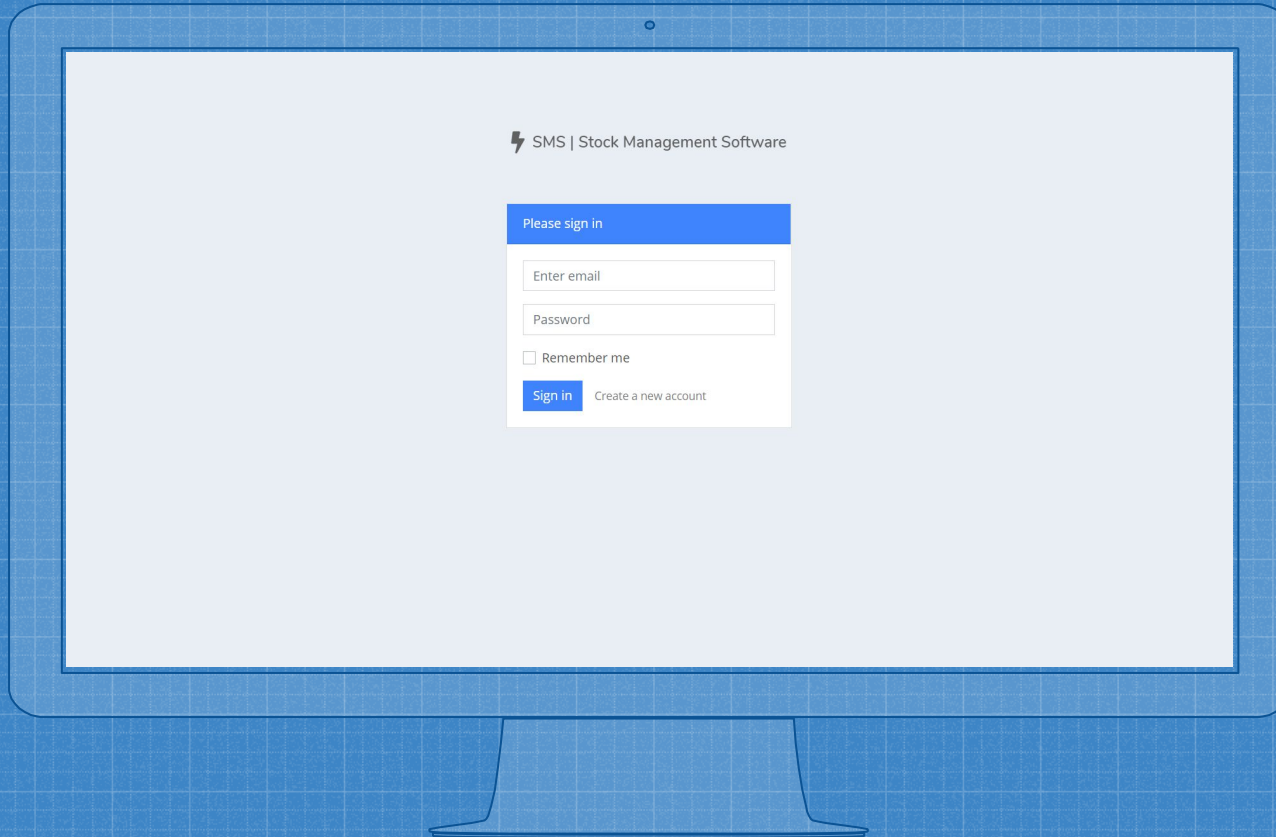 SMS | Stock Management Software
Please sign in
Enter email
Password
Remember me
Sign in Create a new account